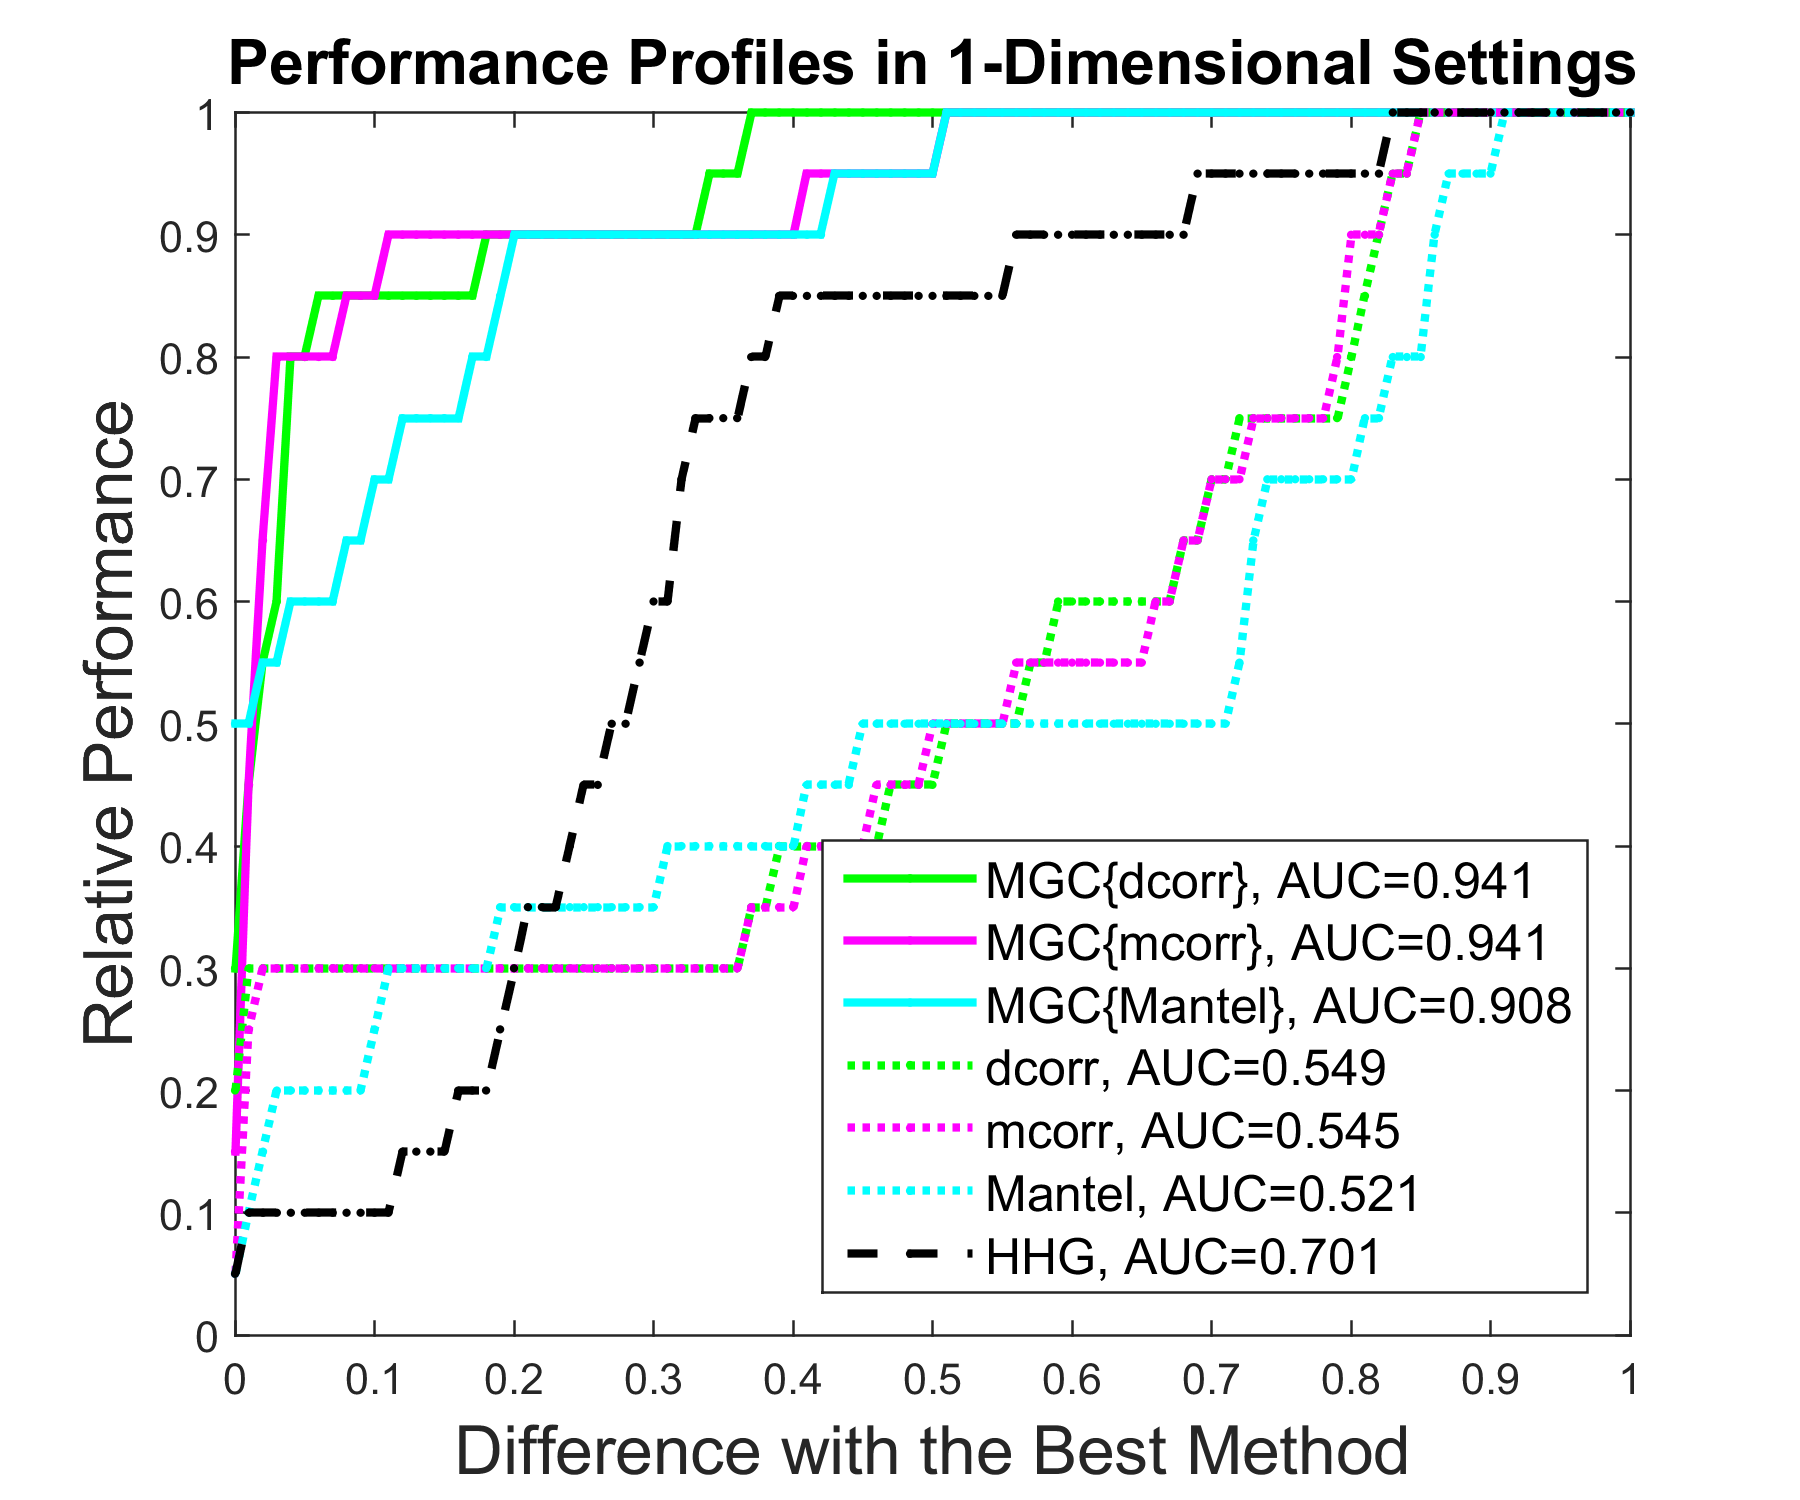 Performance Profiles in 1-Dimensional Settings
1
0.9
0.8
0.7
0.6
0.5
0.4
0.3
0.2
0.1
0
Relative Performance
MGC{dcorr}, AUC=0.941
MGC{mcorr}, AUC=0.941
MGC{Mantel}, AUC=0.908
dcorr, AUC=0.549
mcorr, AUC=0.545
Mantel, AUC=0.521
HHG, AUC=0.701
0 0.1 0.2 0.3 0.4 0.5 0.6 0.7 0.8 0.9 1
Difference with the Best Method